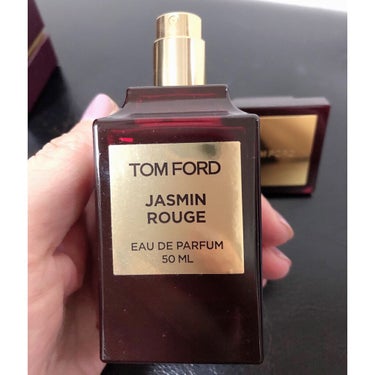 TOM FORD
JASMIN
ROUGE
EAU DE PARFUM
50 ML